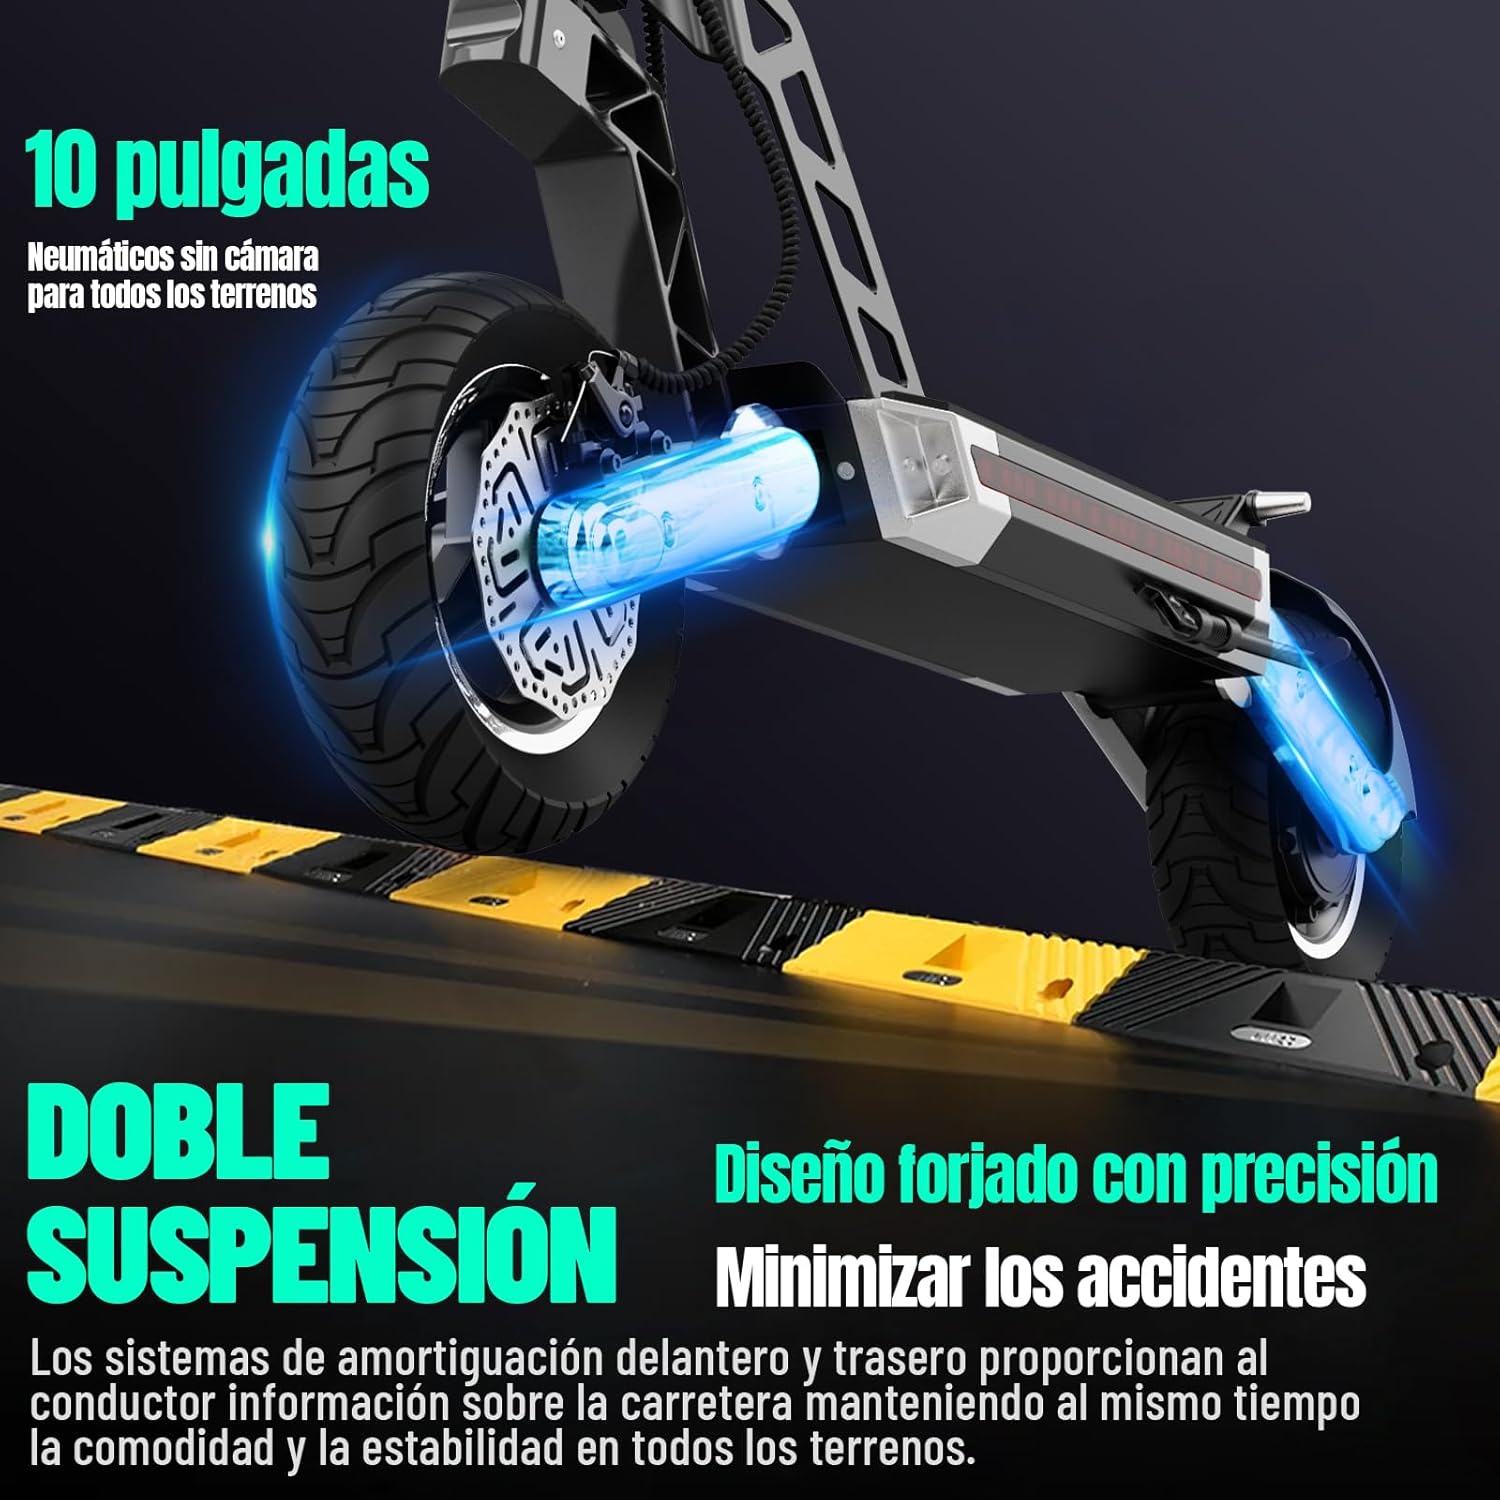 10 pulgadas
Neumáticos sin cámara
para todos los terrenos
DOBLE
SUSPENSIÓN
Diseño forjado con precisión
Minimizar los accidentes
Los sistemas de amortiguación delantero y trasero proporcionan al
conductor información sobre la carretera manteniendo al mismo tiempo
la comodidad y la estabilidad en todos los terrenos.